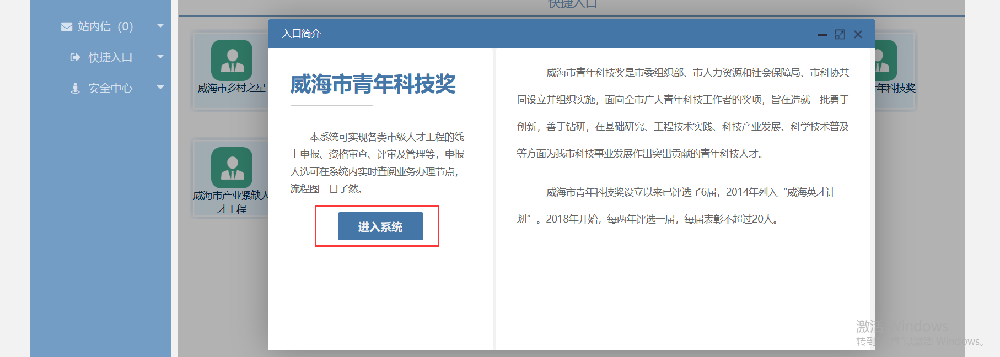 快捷入口
站内信（0）
快捷入口
安全中心
威海市乡村之星
威海市产业紧缺人
才工程
年科技奖
入口简介
威海市青年科技奖
本系统可实现各类市级人才工程的线
上申报、资格审查、评审及管理等，申报
人选可在系统内实时查阅业务办理节点，
流程图一目了然。
进入系统
威海市青年科技奖是市委组织部、市人力资源和社会保障局、市科协共
同设立并组织实施，面向全市广大青年科技工作者的奖项，旨在造就一批勇于
创新，善于钻研，在基础研究、工程技术实践、科技产业发展、科学技术普及
等方面为我市科技事业发展作出突出贡献的青年科技人才。
威海市青年科技奖设立以来已评选了6届，2014年列入“威海英才计
划”。2018年开始，每两年评选一届，每届表彰不超过20人。
激活 Windows
转到 以激活 Windows。